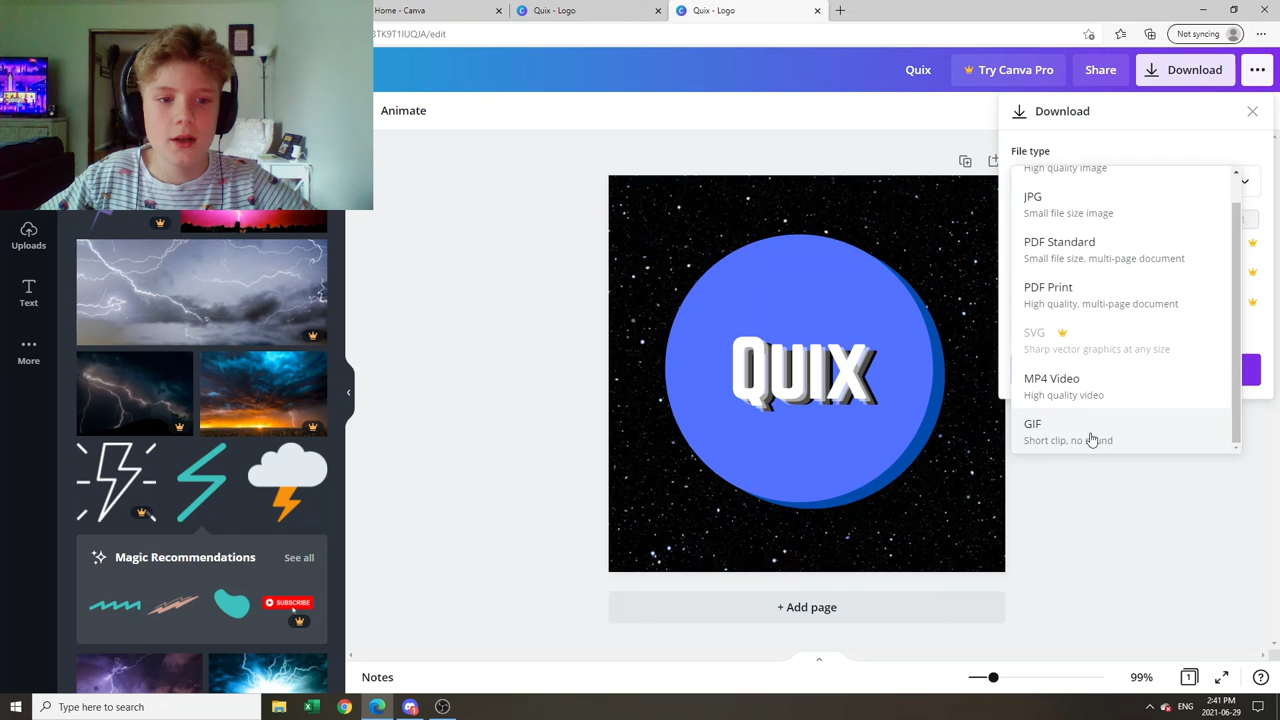 Home - Canva
Quix - Logo
Quix - Logo
3TK9T1IUQJA/edit
Not syncing
Quix
Try Canva Pro
Share
Download
Animate
Download
File type
High quality image
JPG
Small file size image
PDF Standard
Small file size, multi-page document
PDF Print
High quality, multi-page document
SVG
Sharp vector graphics at any size
MP4 Video
High quality video
GIF
Short clip, no sound
Uploads
Text
More
QUIX
Magic Recommendations
See all
SUBSCRIBE
+ Add page
Notes
99%
1
Type here to search
ENG
2:41 PM
2021-06-29